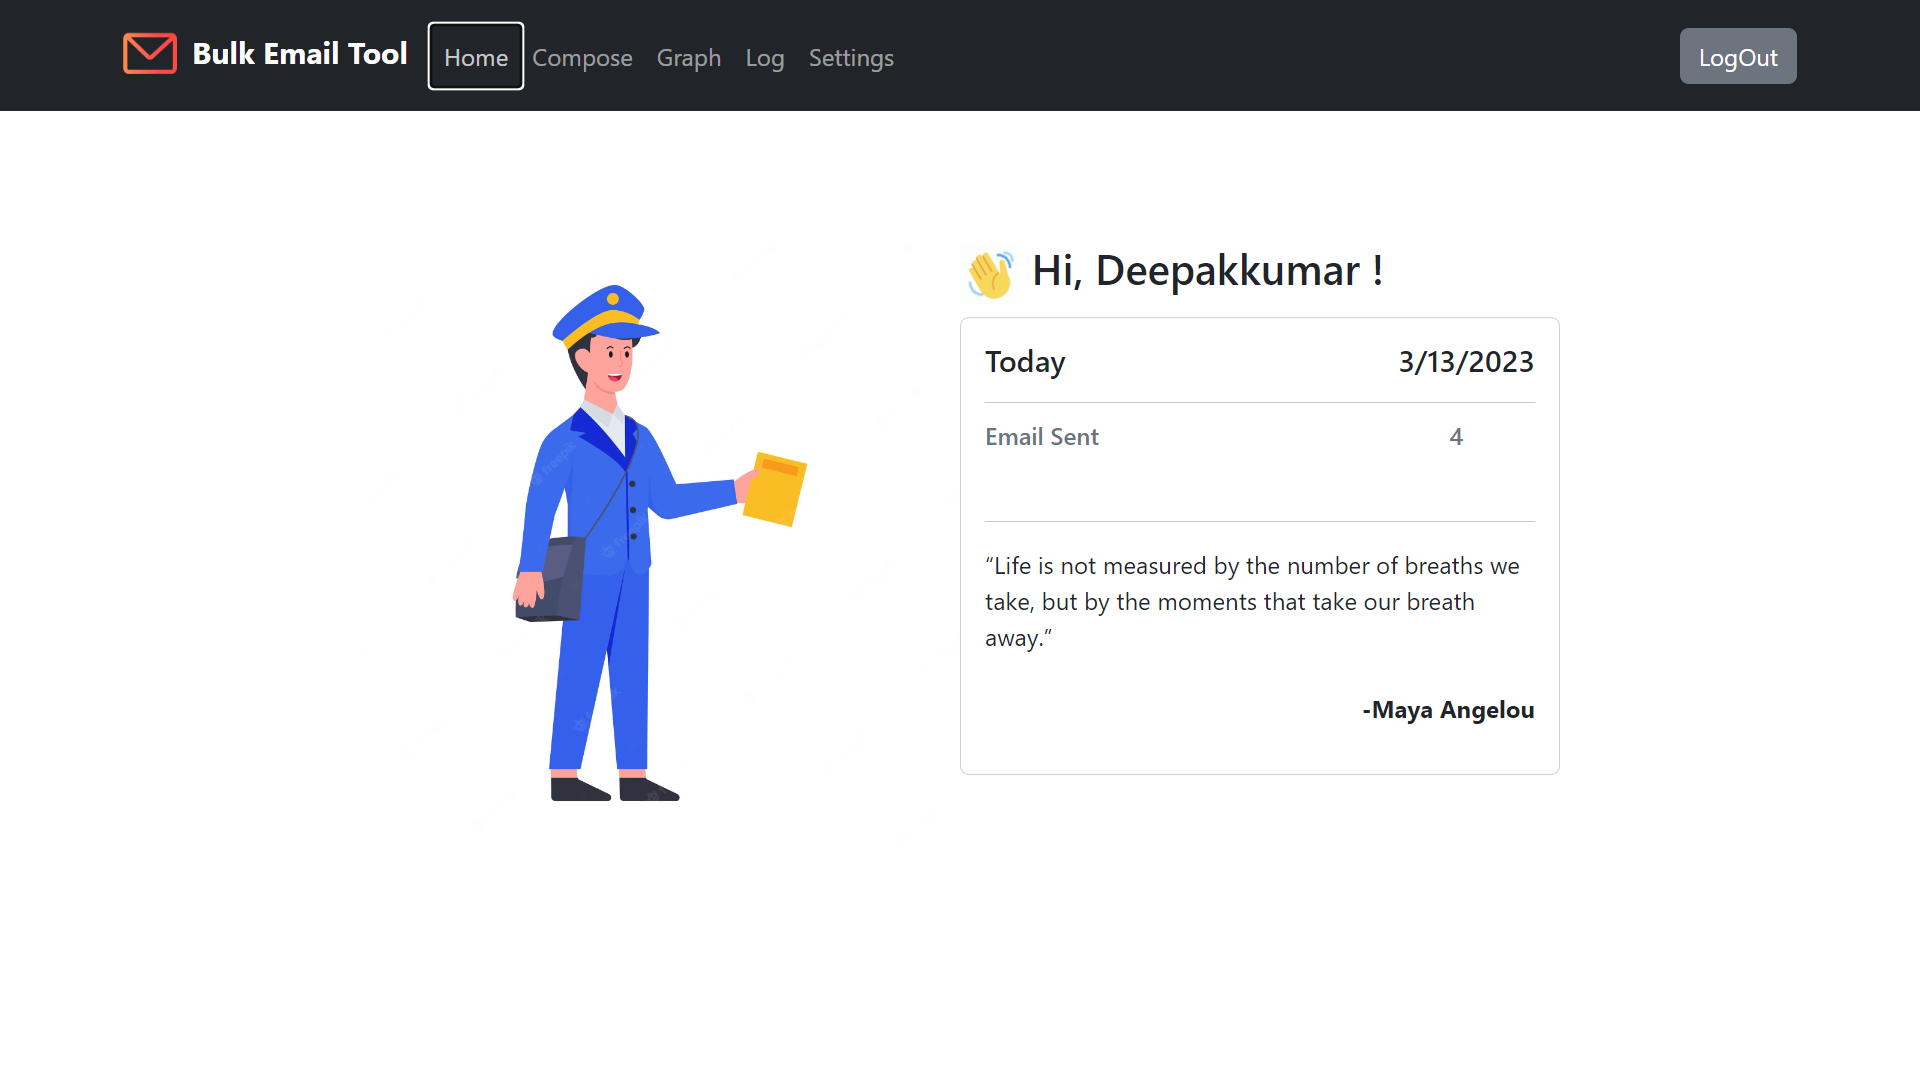 Bulk Email Tool
Home
Compose
Graph
Log
Settings
LogOut
Hi, Deepakkumar !
Today
3/13/2023
Email Sent
4
“Life is not measured by the number of breaths we
take, but by the moments that take our breath
away.”
-Maya Angelou
freepik